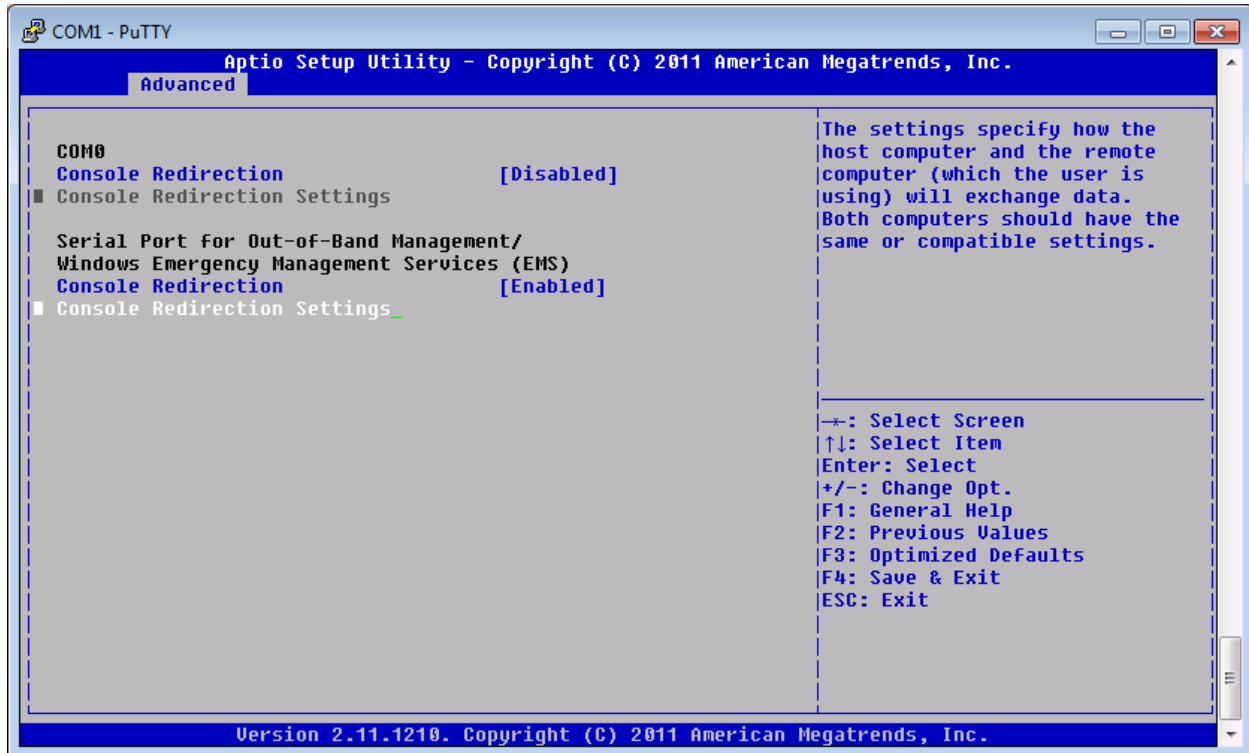 COM1 - PuTTY
Aptio Setup Utility - Copyright (C) 2011 American Megatrends, Inc.
Advanced
COM0
Console Redirection [Disabled]
Console Redirection Settings
Serial Port for Out-of-Band Management/
Windows Emergency Management Services (EMS)
Console Redirection [Enabled]
Console Redirection Settings_
The settings specify how the
host computer and the remote
computer (which the user is
using) will exchange data.
Both computers should have the
same or compatible settings.
→←: Select Screen
↑↓: Select Item
Enter: Select
+/-: Change Opt.
F1: General Help
F2: Previous Values
F3: Optimized Defaults
F4: Save & Exit
ESC: Exit
Version 2.11.1210. Copyright (C) 2011 American Megatrends, Inc.